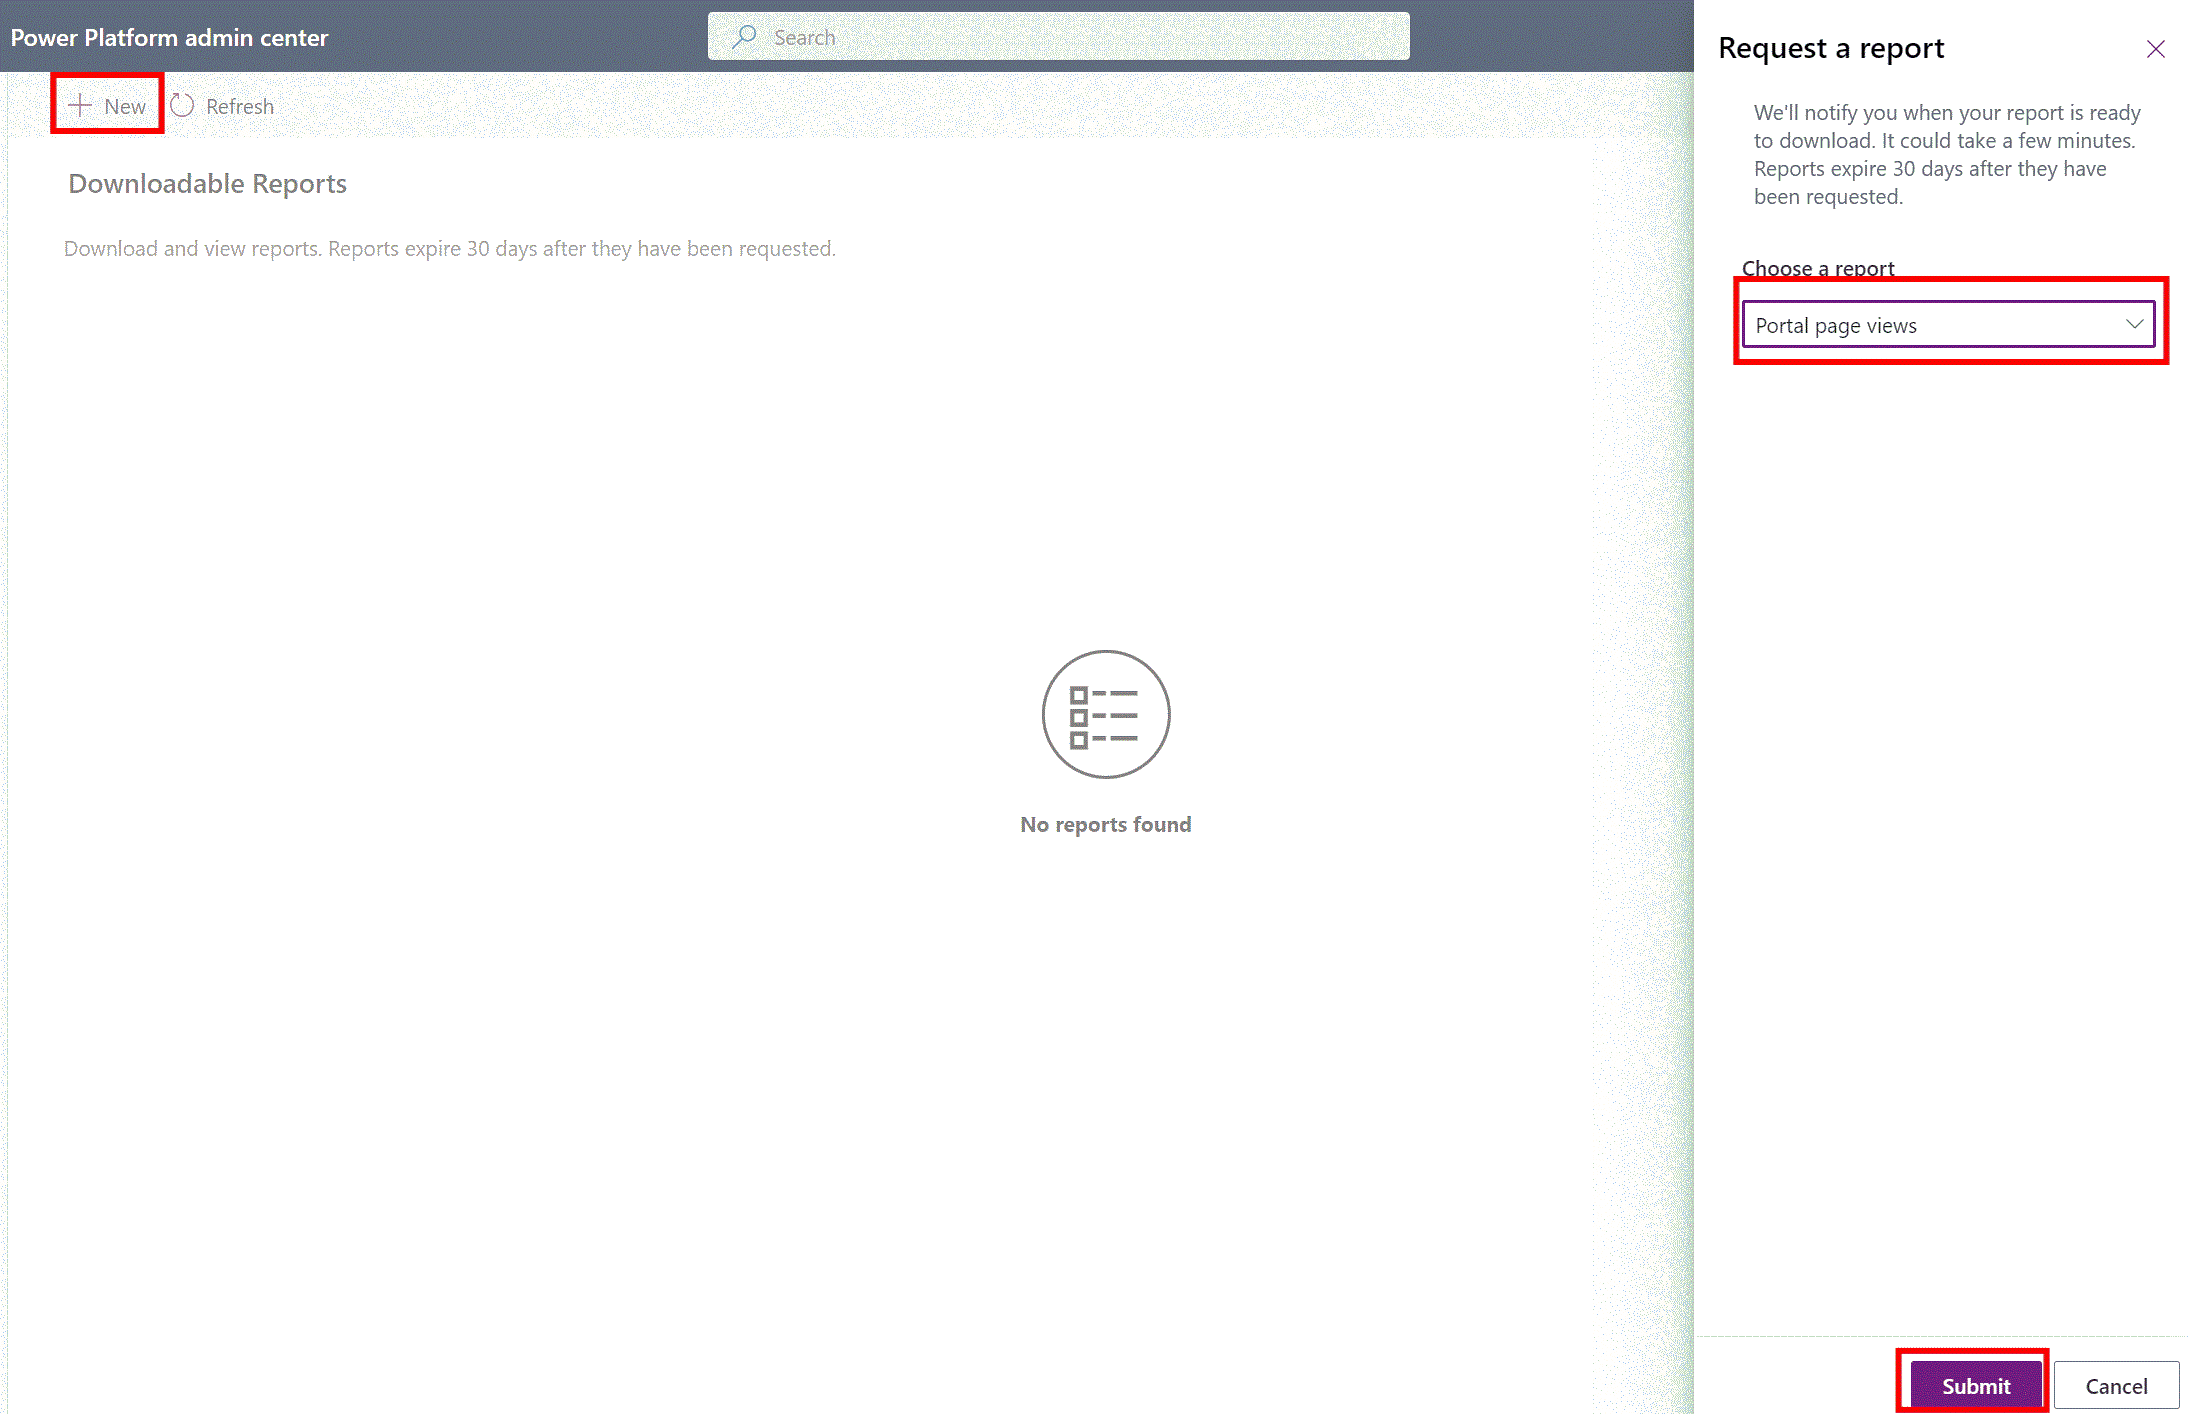 Power Platform admin center
Search
New
Refresh
Downloadable Reports
Download and view reports. Reports expire 30 days after they have been requested.
No reports found
Request a report
We'll notify you when your report is ready
to download. It could take a few minutes.
Reports expire 30 days after they have
been requested.
Choose a report
Portal page views
Submit
Cancel